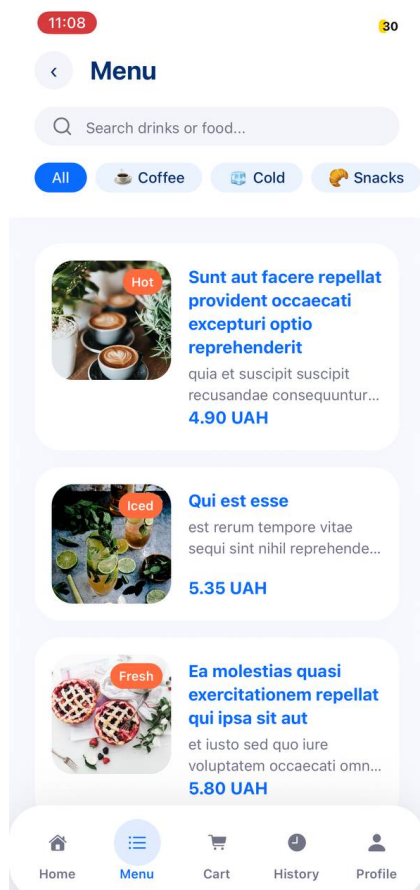 11:08
30
Menu
Search drinks or food...
All
Coffee
Cold
Snacks
Hot
Sunt aut facere repellat
provident occaecati
excepturi optio
reprehenderit
quia et suscipit suscipit
recusandae consequuntur...
4.90 UAH
Iced
Qui est esse
est rerum tempore vitae
sequi sint nihil reprehende...
5.35 UAH
Fresh
Ea molestias quasi
exercitationem repellat
qui ipsa sit aut
et iusto sed quo iure
voluptatem occaecati omn...
5.80 UAH
Home
Menu
Cart
History
Profile